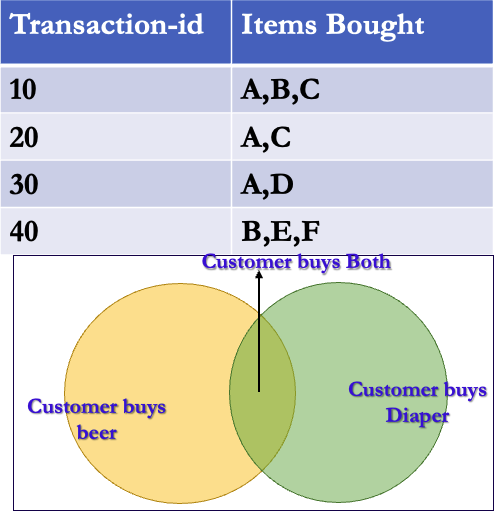 Transaction-id Items Bought
10 A,B,C
20 A,C
30 A,D
40 B,E,F
Customer buys Both
Customer buys
beer
Customer buys
Diaper